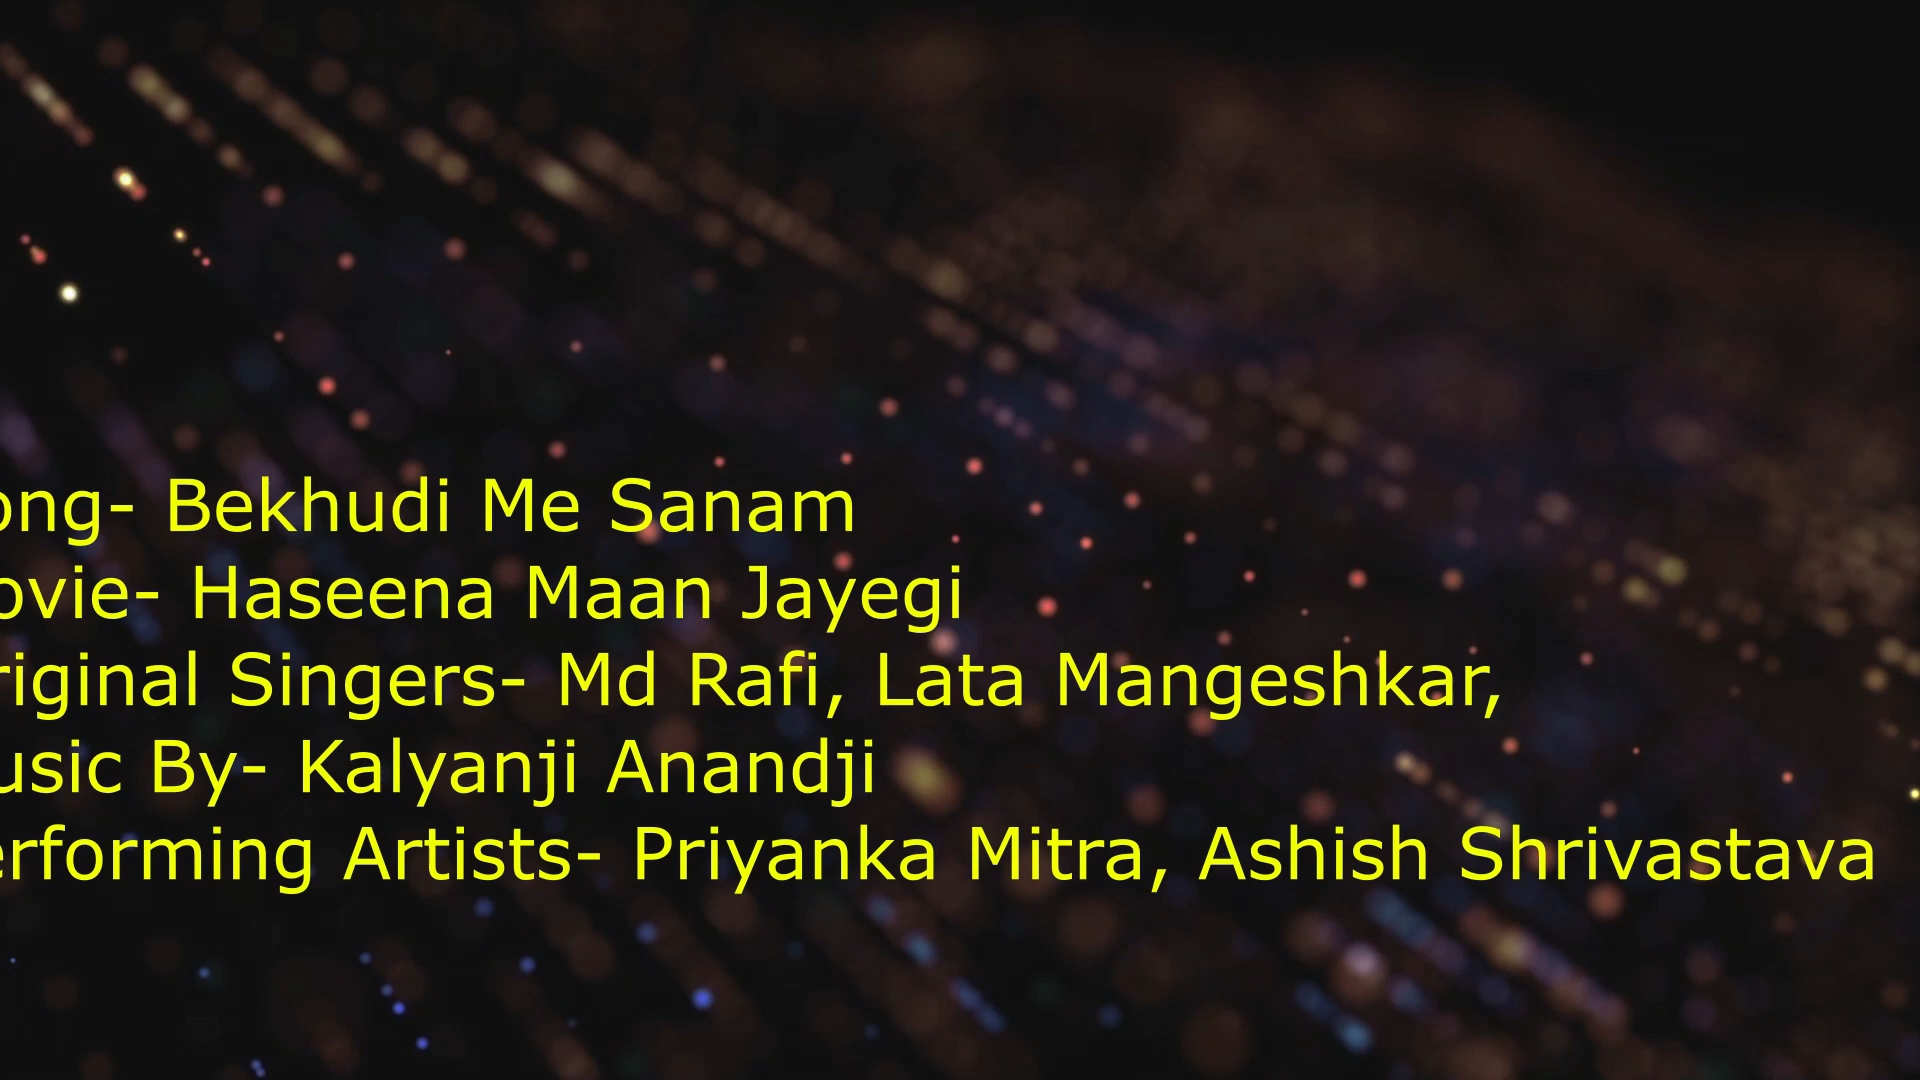 ong- Bekhudi Me Sanam
ovie- Haseena Maan Jayegi
riginal Singers- Md Rafi, Lata Mangeshkar,
usic By- Kalyanji Anandji
erforming Artists- Priyanka Mitra, Ashish Shrivastava